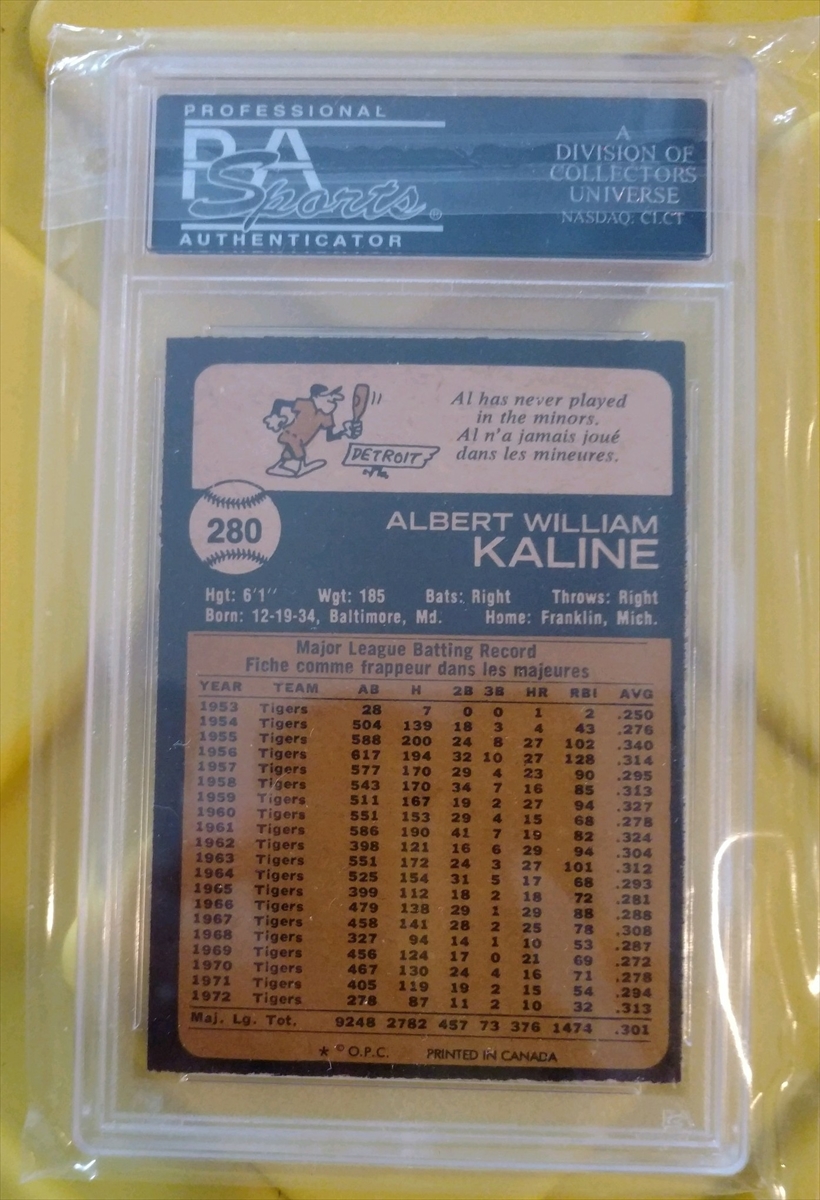 PROFESSIONAL
PSA
Sports®
AUTHENTICATOR
A
DIVISION OF
COLLECTORS
UNIVERSE
NASDAQ: CLCT
Al has never played
in the minors.
Al n'a jamais joué
dans les mineures.
DETROIT
280
ALBERT WILLIAM
KALINE
Hgt: 6'1" Wgt: 185 Bats: Right Throws: Right
Born: 12-19-34, Baltimore, Md. Home: Franklin, Mich.
Major League Batting Record
Fiche comme frappeur dans les majeures
YEAR TEAM AB H 2B 3B HR RBI AVG
1953 Tigers 28 7 0 0 1 2 .250
1954 Tigers 504 139 18 3 4 43 .276
1955 Tigers 588 200 24 8 27 102 .340
1956 Tigers 617 194 32 10 27 128 .314
1957 Tigers 577 170 29 4 23 90 .295
1958 Tigers 543 170 34 7 16 85 .313
1959 Tigers 511 167 19 2 27 94 .327
1960 Tigers 551 153 29 4 15 68 .278
1961 Tigers 586 190 41 7 19 82 .324
1962 Tigers 398 121 16 6 29 94 .304
1963 Tigers 551 172 24 3 27 101 .312
1964 Tigers 525 154 31 5 17 68 .293
1965 Tigers 399 112 18 2 18 72 .281
1966 Tigers 479 138 29 1 29 88 .288
1967 Tigers 458 141 28 2 25 78 .308
1968 Tigers 327 94 14 1 10 53 .287
1969 Tigers 456 124 17 0 21 69 .272
1970 Tigers 467 130 24 4 16 71 .278
1971 Tigers 405 119 19 2 15 54 .294
1972 Tigers 278 87 11 2 10 32 .313
Maj. Lg. Tot. 9248 2782 457 73 376 1474 .301
* © O.P.C. PRINTED IN CANADA